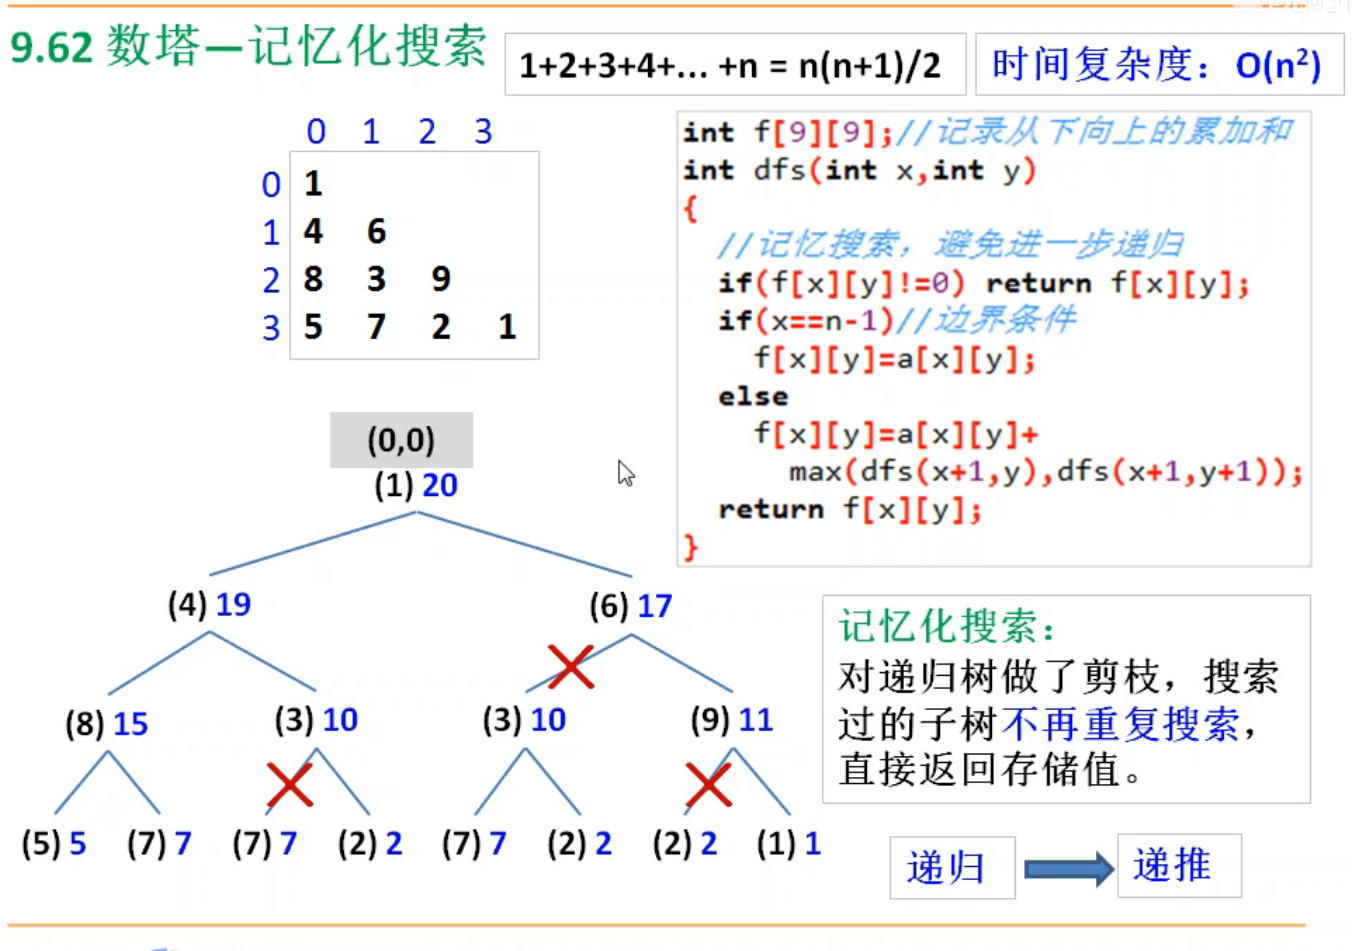 9.62 数塔—记忆化搜索
1+2+3+4+... +n = n(n+1)/2
时间复杂度：O(n²)
0 1 2 3
0 1
1 4 6
2 8 3 9
3 5 7 2 1
int f[9][9];//记录从下向上的累加和
int dfs(int x,int y)
{
//记忆搜索，避免进一步递归
if(f[x][y]!=0) return f[x][y];
if(x==n-1)//边界条件
f[x][y]=a[x][y];
else
f[x][y]=a[x][y]+
max(dfs(x+1,y),dfs(x+1,y+1));
return f[x][y];
}
(0,0)
(1) 20
(4) 19 (6) 17
(8) 15 (3) 10 (3) 10 (9) 11
(5) 5 (7) 7 (7) 7 (2) 2 (7) 7 (2) 2 (2) 2 (1) 1
记忆化搜索：
对递归树做了剪枝，搜索
过的子树不再重复搜索，
直接返回存储值。
递归 递推